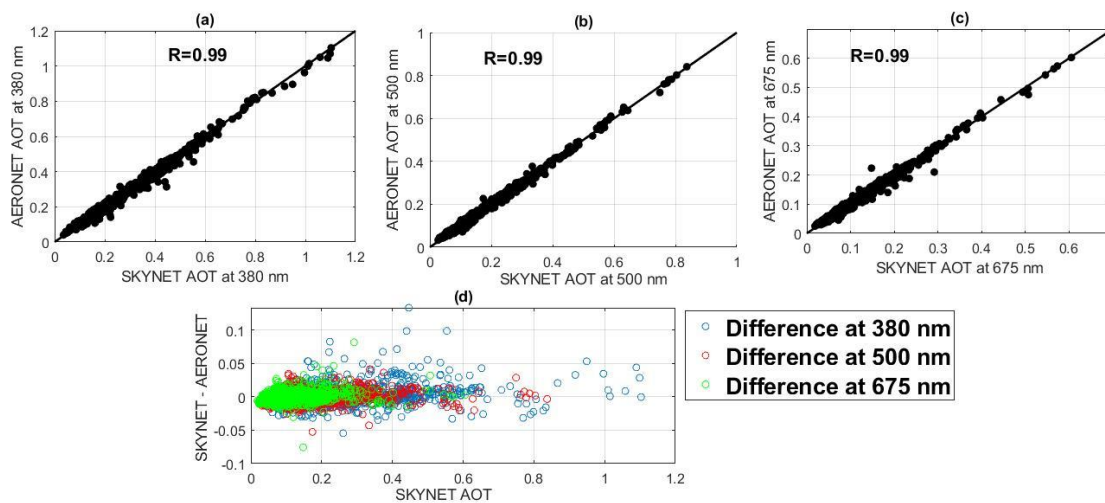 (a)
R=0.99
AERONET AOT at 380 nm
1.2
1
0.8
0.6
0.4
0.2
0
0 0.2 0.4 0.6 0.8 1 1.2
SKYNET AOT at 380 nm
(b)
R=0.99
AERONET AOT at 500 nm
1
0.8
0.6
0.4
0.2
0
0 0.2 0.4 0.6 0.8 1
SKYNET AOT at 500 nm
(c)
R=0.99
AERONET AOT at 675 nm
0.6
0.5
0.4
0.3
0.2
0.1
0
0 0.1 0.2 0.3 0.4 0.5 0.6
SKYNET AOT at 675 nm
(d)
SKYNET - AERONET
0.1
0.05
0
-0.05
-0.1
0 0.2 0.4 0.6 0.8 1 1.2
SKYNET AOT
Difference at 380 nm
Difference at 500 nm
Difference at 675 nm